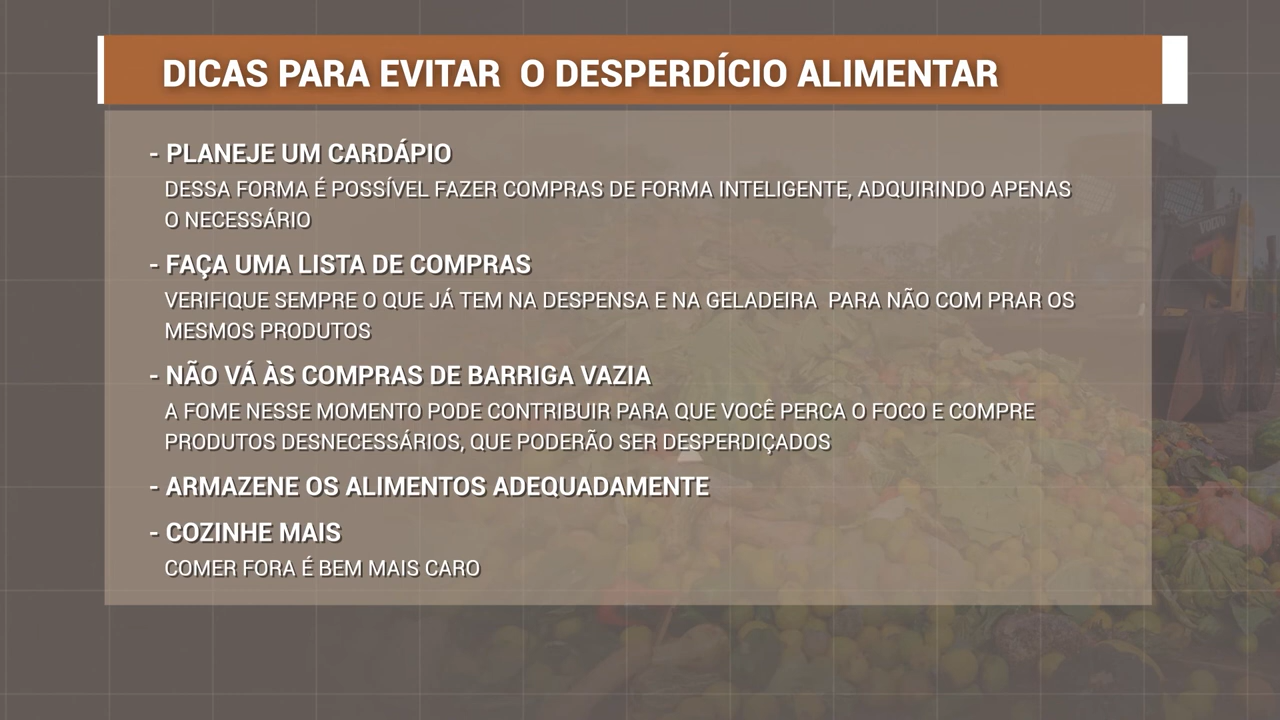 DICAS PARA EVITAR  O DESPERDÍCIO ALIMENTAR
- PLANEJE UM CARDÁPIO
DESSA FORMA É POSSÍVEL FAZER COMPRAS DE FORMA INTELIGENTE, ADQUIRINDO APENAS
O NECESSÁRIO
- FAÇA UMA LISTA DE COMPRAS
VERIFIQUE SEMPRE O QUE JÁ TEM NA DESPENSA E NA GELADEIRA  PARA NÃO COM PRAR OS
MESMOS PRODUTOS
- NÃO VÁ ÀS COMPRAS DE BARRIGA VAZIA
A FOME NESSE MOMENTO PODE CONTRIBUIR PARA QUE VOCÊ PERCA O FOCO E COMPRE
PRODUTOS DESNECESSÁRIOS, QUE PODERÃO SER DESPERDIÇADOS
- ARMAZENE OS ALIMENTOS ADEQUADAMENTE
- COZINHE MAIS
COMER FORA É BEM MAIS CARO